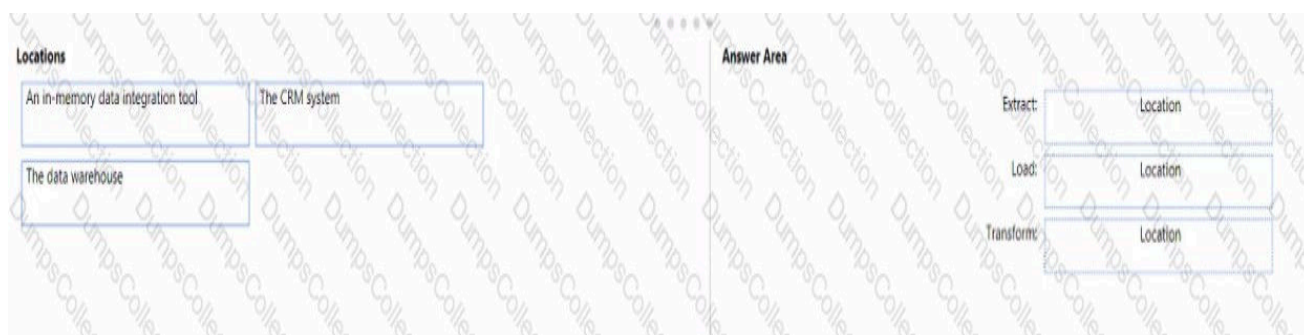 Locations
An in-memory data integration tool
The CRM system
The data warehouse
Answer Area
Extract:
Location
Load:
Location
Transform:
Location
DumpsCollection